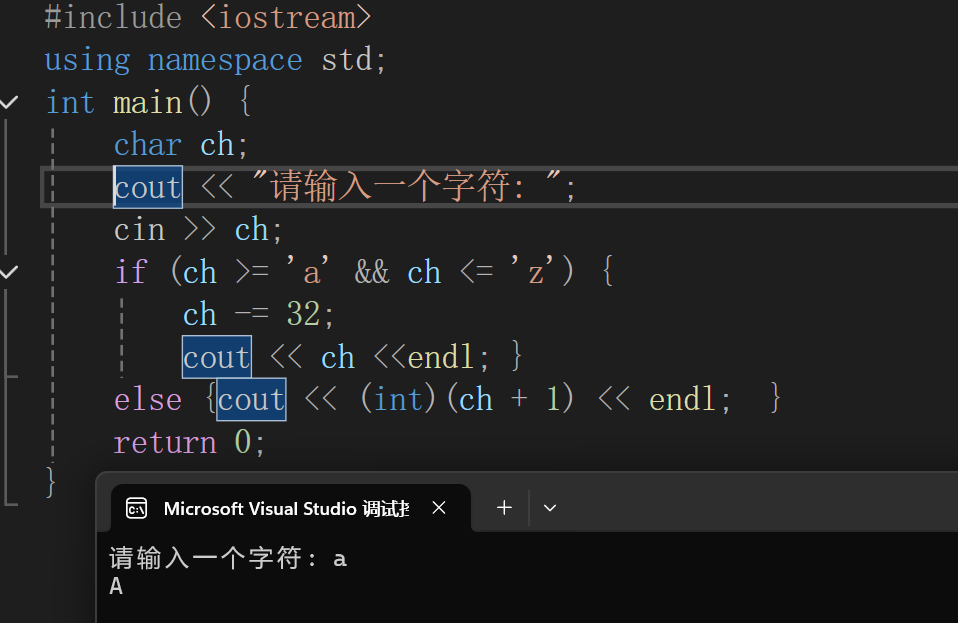 #include <iostream>
using namespace std;
int main() {
char ch;
cout << "请输入一个字符: ";
cin >> ch;
if (ch >= 'a' && ch <= 'z') {
ch -= 32;
cout << ch <<endl; }
else {cout << (int)(ch + 1) << endl;  }
return 0;
}
Microsoft Visual Studio 调试
请输入一个字符: a
A